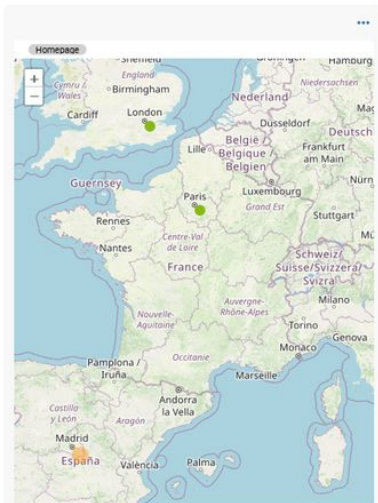 •••
Homepage
Sheffield
Groningen
Hamburg
+
−
Cymru /
Wales
England
Birmingham
Nederland
Niedersachsen
Cardiff
London
Düsseldorf
Deutsch
Lille
België /
Belgique /
Belgien
Frankfurt
am Main
Guernsey
Paris
Luxembourg
Nürn
Rennes
Grand Est
Stuttgart
Nantes
Centre-Val
de Loire
Mü
France
Schweiz/
Suisse/Svizzera/
Svizra
Nouvelle-
Aquitaine
Auvergne-
Rhône-Alpes
Milano
Torino
Genova
Monaco
Pamplona /
Iruña
Occitanie
Marseille
Andorra
la Vella
Castilla
y León
Aragón
Madrid
España
València
Palma